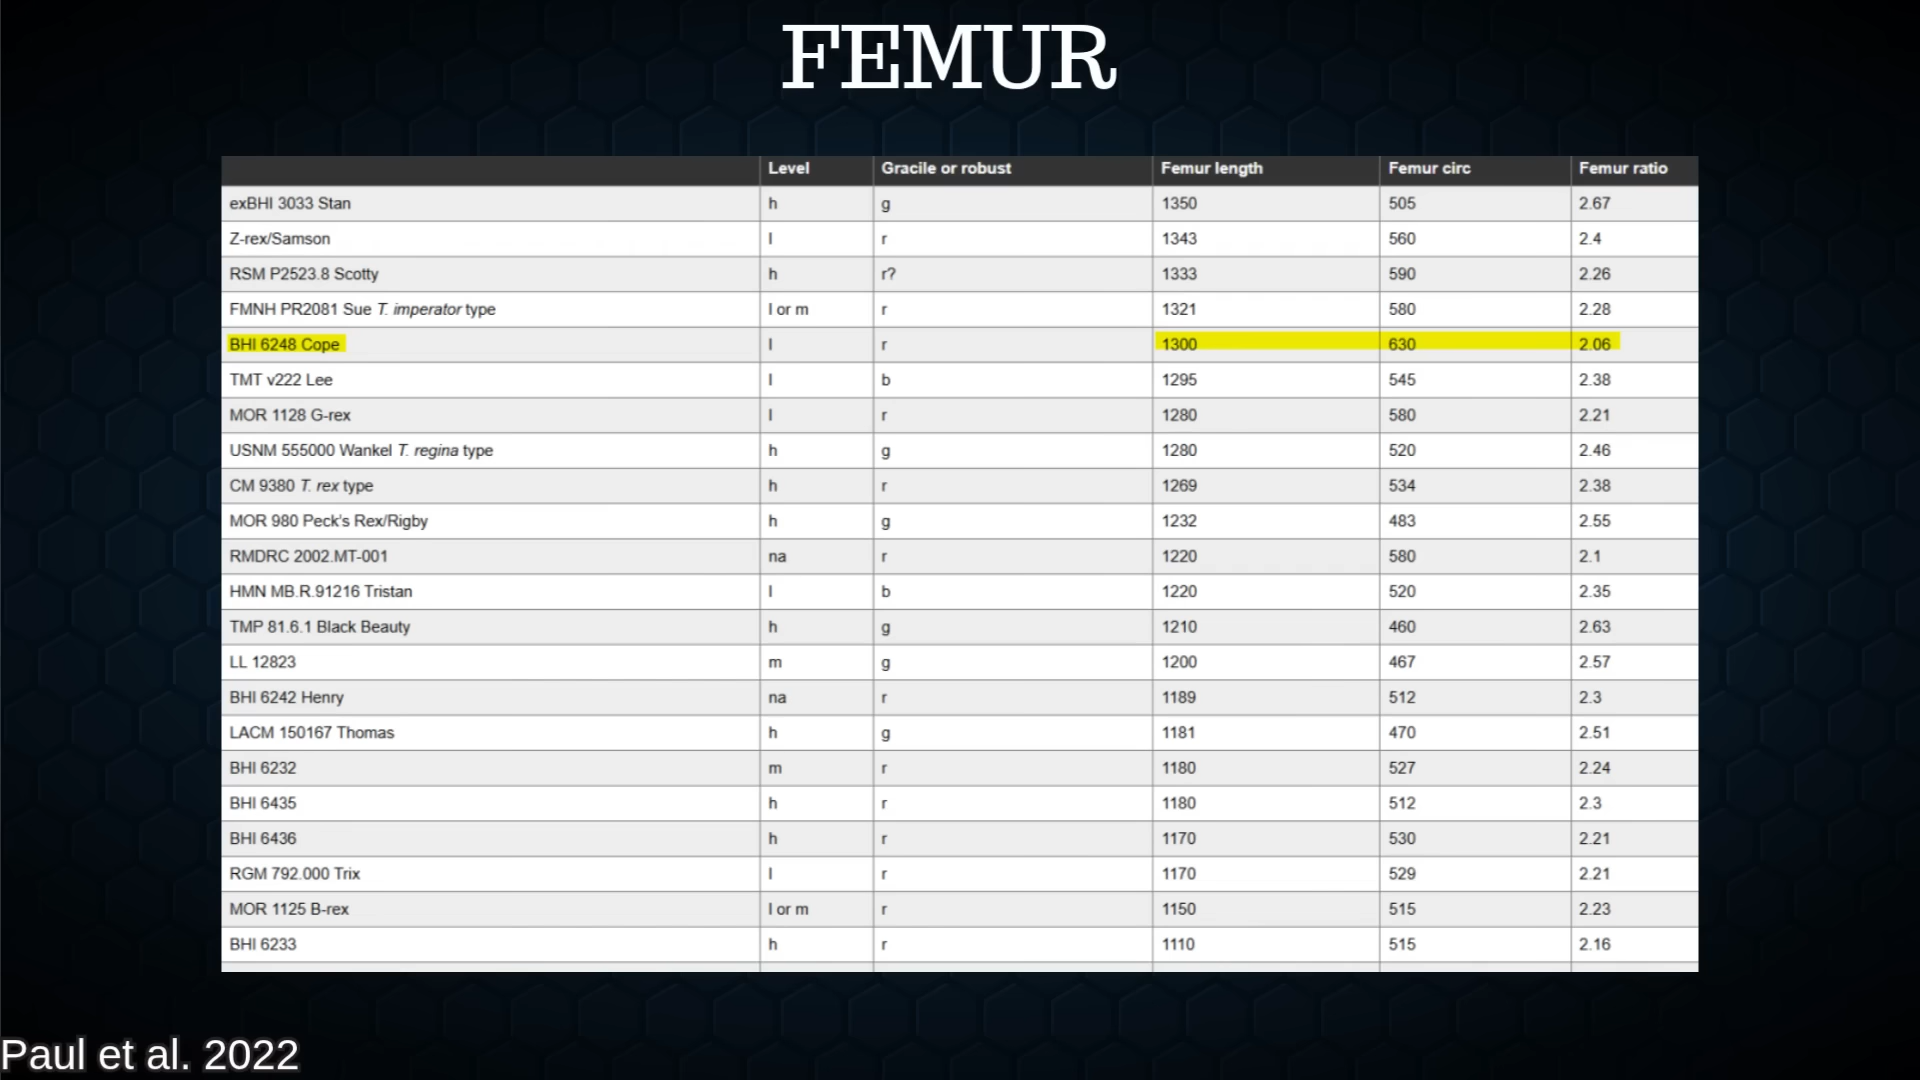 FEMUR
Level Gracile or robust Femur length Femur circ Femur ratio
exBHI 3033 Stan h g 1350 505 2.67
Z-rex/Samson l r 1343 560 2.4
RSM P2523.8 Scotty h r? 1333 590 2.26
FMNH PR2081 Sue T. imperator type l or m r 1321 580 2.28
BHI 6248 Cope l r 1300 630 2.06
TMT v222 Lee l b 1295 545 2.38
MOR 1128 G-rex l r 1280 580 2.21
USNM 555000 Wankel T. regina type h g 1280 520 2.46
CM 9380 T. rex type h r 1269 534 2.38
MOR 980 Peck's Rex/Rigby h g 1232 483 2.55
RMDRC 2002.MT-001 na r 1220 580 2.1
HMN MB.R.91216 Tristan l b 1220 520 2.35
TMP 81.6.1 Black Beauty h g 1210 460 2.63
LL 12823 m g 1200 467 2.57
BHI 6242 Henry na r 1189 512 2.3
LACM 150167 Thomas h g 1181 470 2.51
BHI 6232 m r 1180 527 2.24
BHI 6435 h r 1180 512 2.3
BHI 6436 h r 1170 530 2.21
RGM 792.000 Trix l r 1170 529 2.21
MOR 1125 B-rex l or m r 1150 515 2.23
BHI 6233 h r 1110 515 2.16
Paul et al. 2022